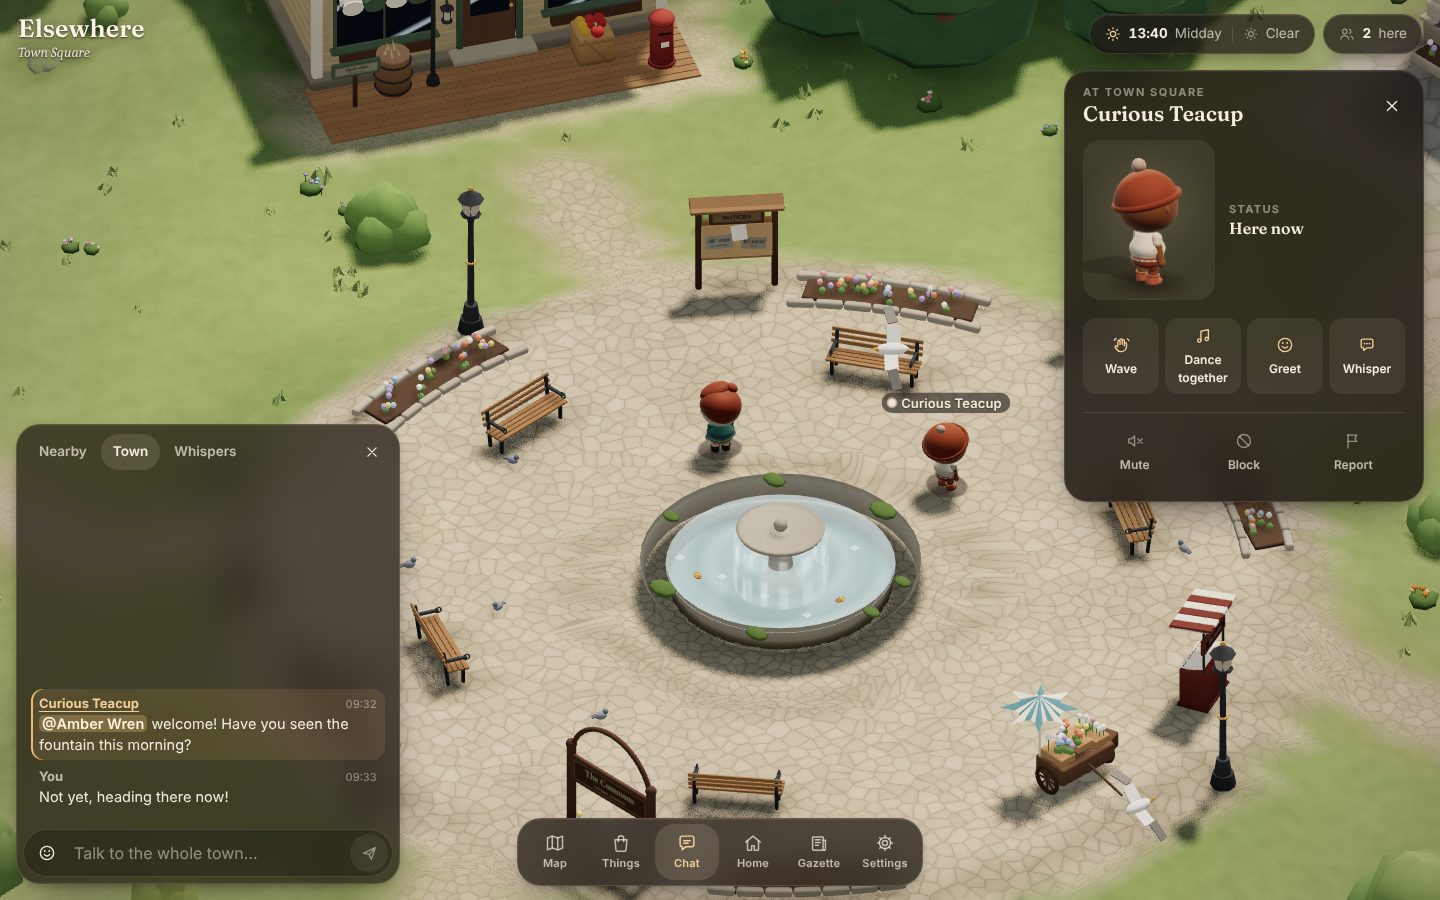 Elsewhere
Town Square
13:40 Midday
Clear
2 here
AT TOWN SQUARE
Curious Teacup
STATUS
Here now
Wave
Dance together
Greet
Whisper
Mute
Block
Report
NOTICES
Curious Teacup
Nearby
Town
Whispers
Curious Teacup
09:32
@Amber Wren welcome! Have you seen the
fountain this morning?
You
09:33
Not yet, heading there now!
Talk to the whole town...
The Commons
Map
Things
Chat
Home
Gazette
Settings